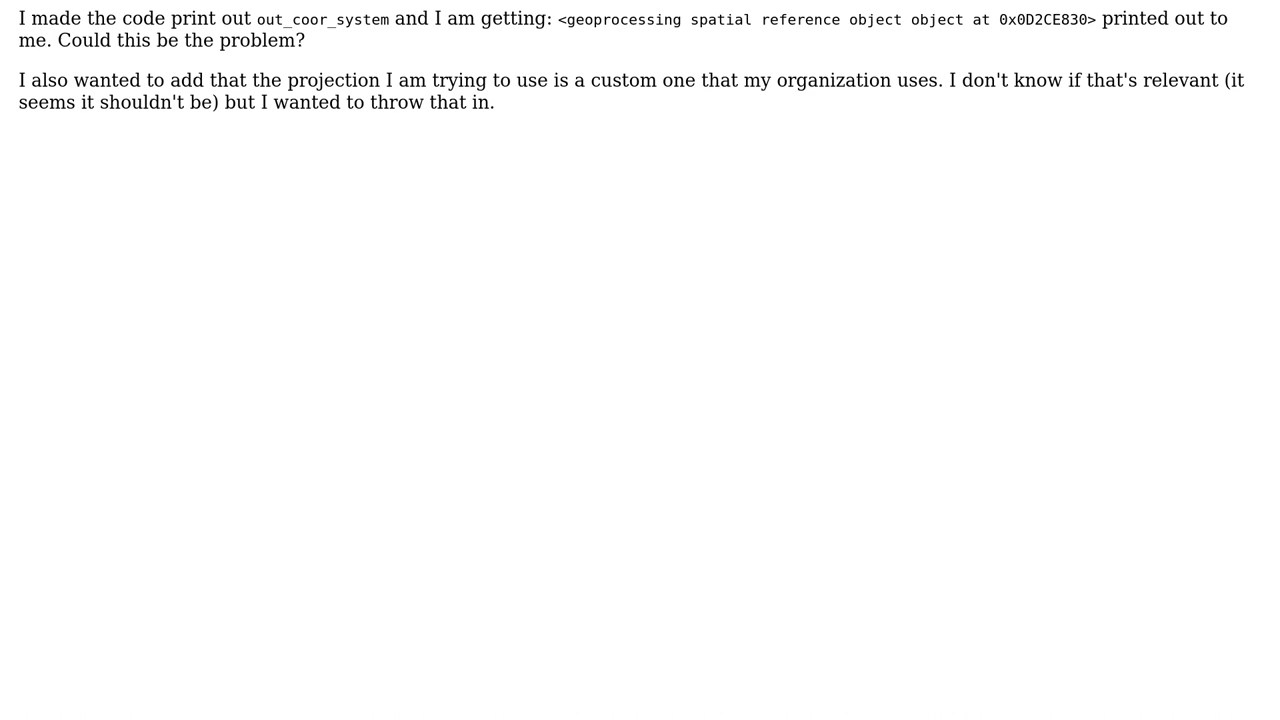 I made the code print out out_coor_system and I am getting: <geoprocessing spatial reference object object at 0x0D2CE830> printed out to
me. Could this be the problem?
I also wanted to add that the projection I am trying to use is a custom one that my organization uses. I don't know if that's relevant (it
seems it shouldn't be) but I wanted to throw that in.